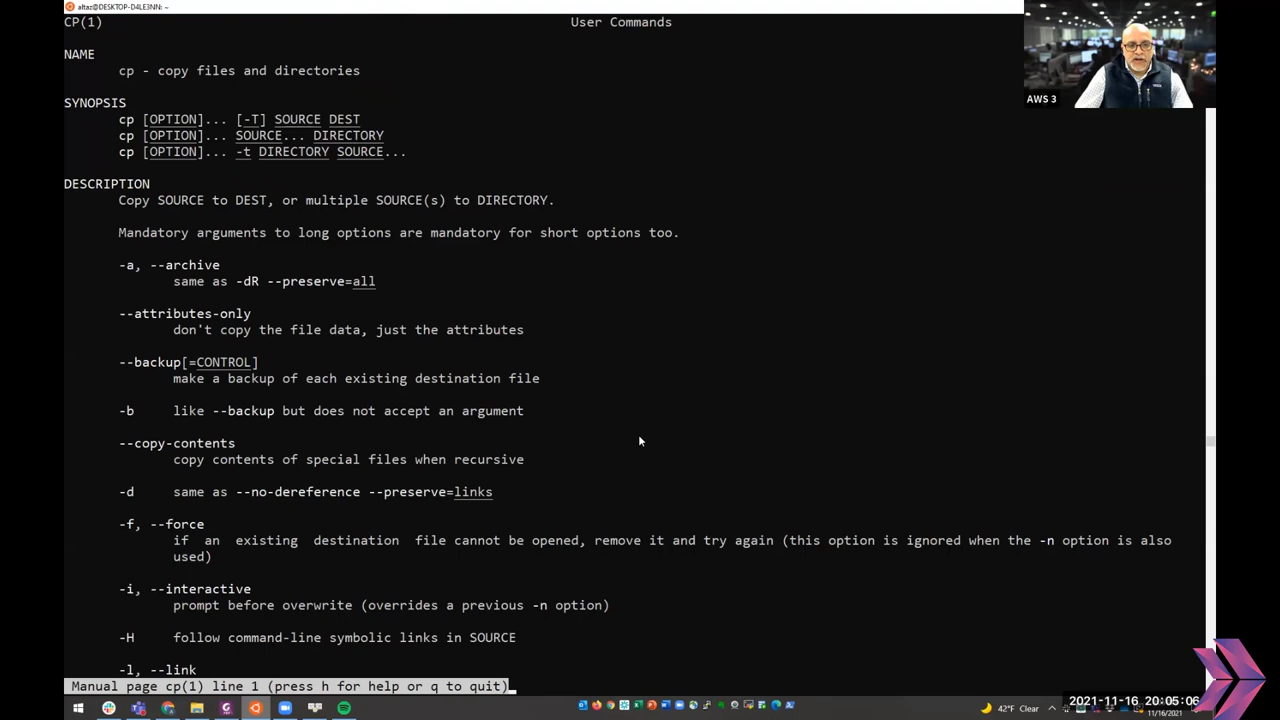 altaz@DESKTOP-D4LE3NN: ~
CP(1) User Commands
NAME
cp - copy files and directories
SYNOPSIS
cp [OPTION]... [-T] SOURCE DEST
cp [OPTION]... SOURCE... DIRECTORY
cp [OPTION]... -t DIRECTORY SOURCE...
DESCRIPTION
Copy SOURCE to DEST, or multiple SOURCE(s) to DIRECTORY.
Mandatory arguments to long options are mandatory for short options too.
-a, --archive
same as -dR --preserve=all
--attributes-only
don't copy the file data, just the attributes
--backup[=CONTROL]
make a backup of each existing destination file
-b like --backup but does not accept an argument
--copy-contents
copy contents of special files when recursive
-d same as --no-dereference --preserve=links
-f, --force
if an existing destination file cannot be opened, remove it and try again (this option is ignored when the -n option is also
used)
-i, --interactive
prompt before overwrite (overrides a previous -n option)
-H follow command-line symbolic links in SOURCE
-l, --link
Manual page cp(1) line 1 (press h for help or q to quit)
AWS 3
42°F Clear
2021-11-16 20:05:06
11/16/2021